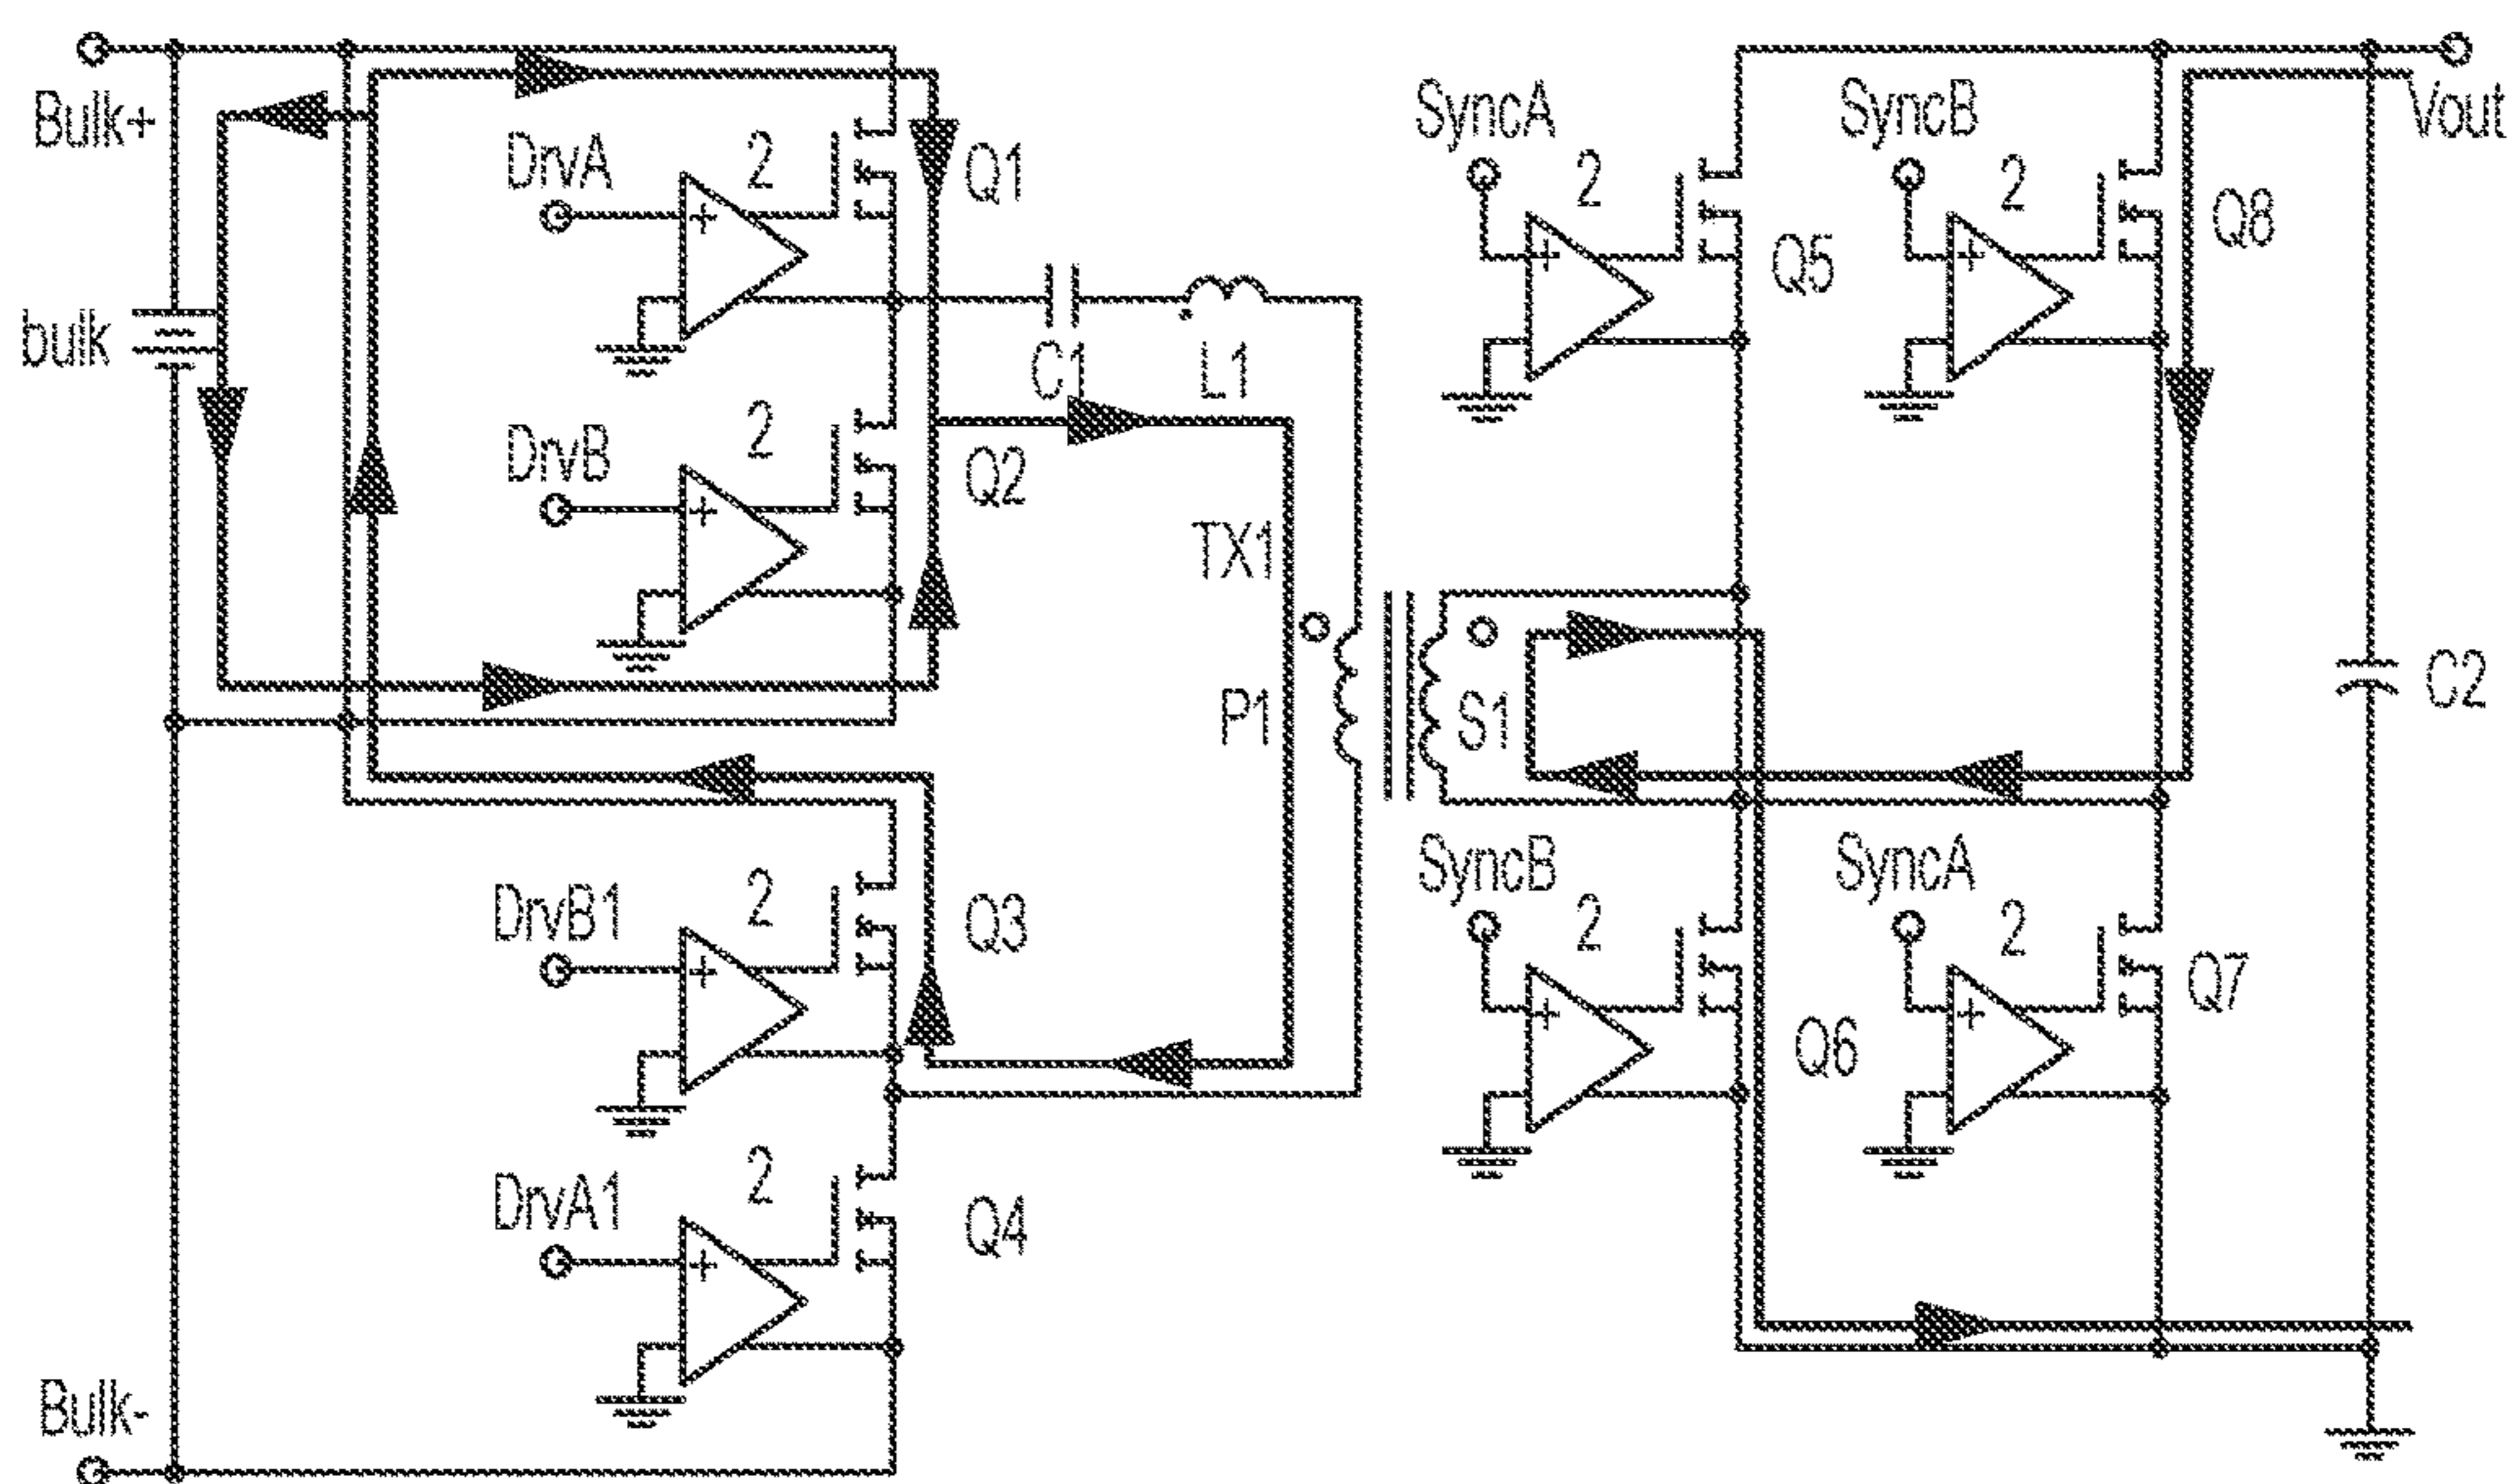 Bulk+
bulk
Bulk-
DrvA
2
Q1
DrvB
2
Q2
C1
L1
TX1
P1
S1
DrvB1
2
Q3
DrvA1
2
Q4
SyncA
2
Q5
SyncB
2
Q8
Vout
C2
SyncB
2
Q6
SyncA
2
Q7